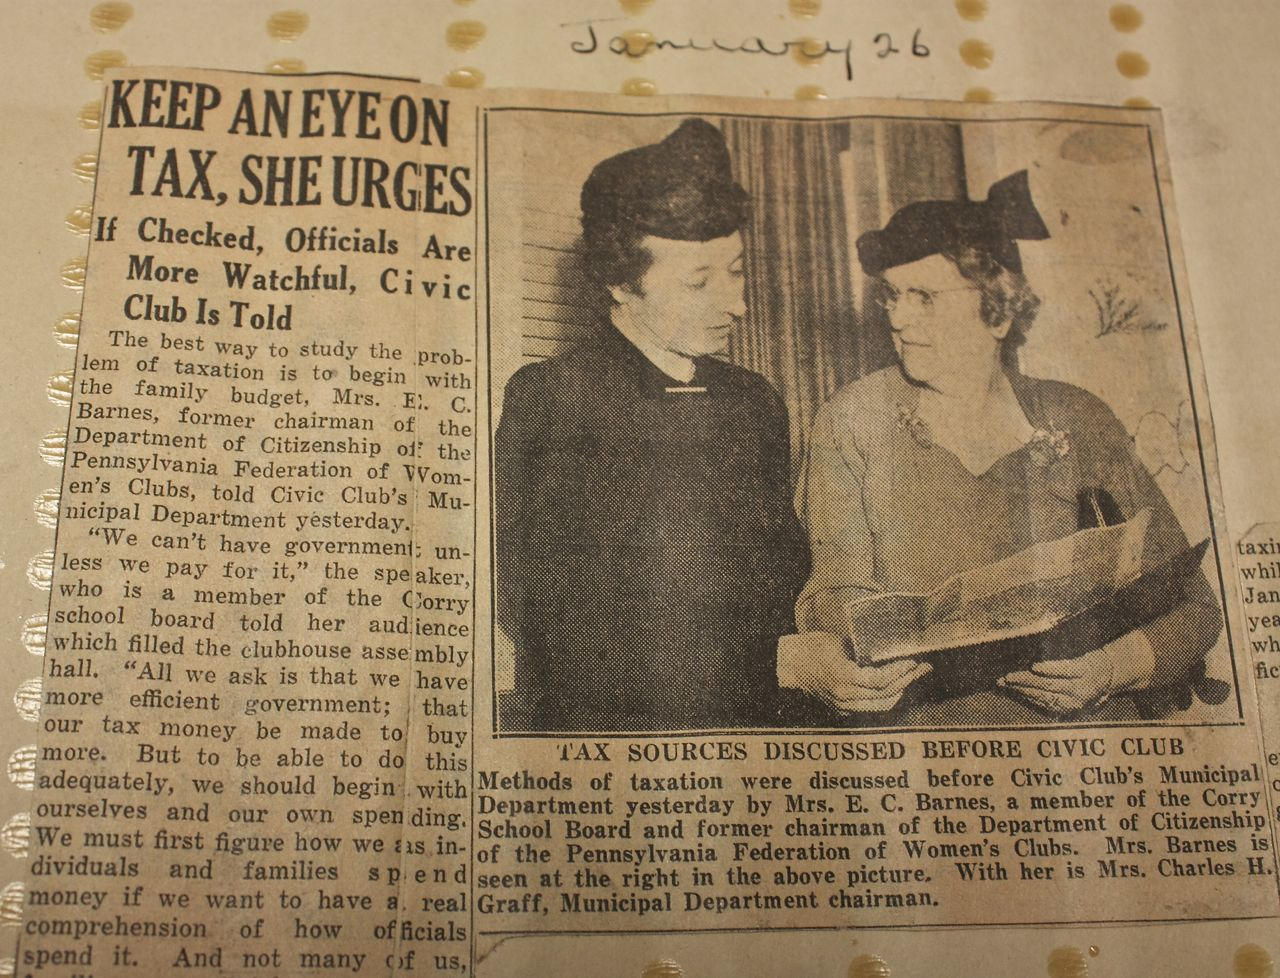 January 26
KEEP AN EYE ON
TAX, SHE URGES
If Checked, Officials Are
More Watchful, Civic
Club Is Told
The best way to study the prob-
lem of taxation is to begin with
the family budget, Mrs. E. C.
Barnes, former chairman of the
Department of Citizenship of the
Pennsylvania Federation of Wom-
en's Clubs, told Civic Club's Mu-
nicipal Department yesterday.
"We can't have government un-
less we pay for it," the speaker,
who is a member of the Corry
school board told her audience
which filled the clubhouse assembly
hall. "All we ask is that we have
more efficient government; that
our tax money be made to buy
more. But to be able to do this
adequately, we should begin with
ourselves and our own spending.
We must first figure how we as in-
dividuals and families spend
money if we want to have a real
comprehension of how officials
spend it. And not many of us,
TAX SOURCES DISCUSSED BEFORE CIVIC CLUB
Methods of taxation were discussed before Civic Club's Municipal
Department yesterday by Mrs. E. C. Barnes, a member of the Corry
School Board and former chairman of the Department of Citizenship
of the Pennsylvania Federation of Women's Clubs. Mrs. Barnes is
seen at the right in the above picture. With her is Mrs. Charles H.
Graff, Municipal Department chairman.